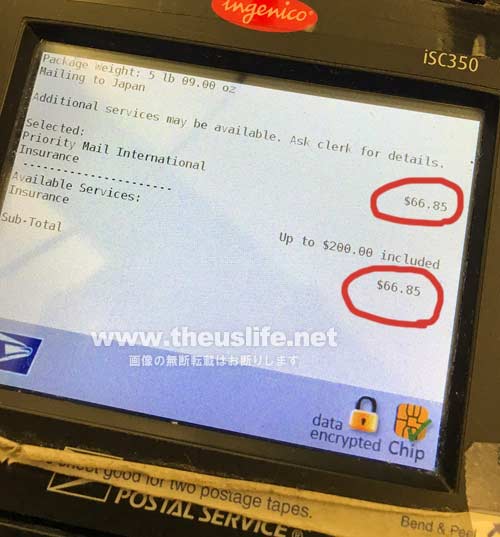 ingenico
iSC350
Package Weight: 5 lb 09.00 oz
Mailing to Japan
Additional services may be available. Ask clerk for details.
Selected:
Priority Mail International
$66.85
Insurance
---------------------
Available Services:
Insurance
Up to $200.00 included
Sub-Total
$66.85
www.theuslife.net
画像の無断転載はお断りします
data
encrypted
Chip
good for two postage tapes.
Bend & Peel
POSTAL SERVICE